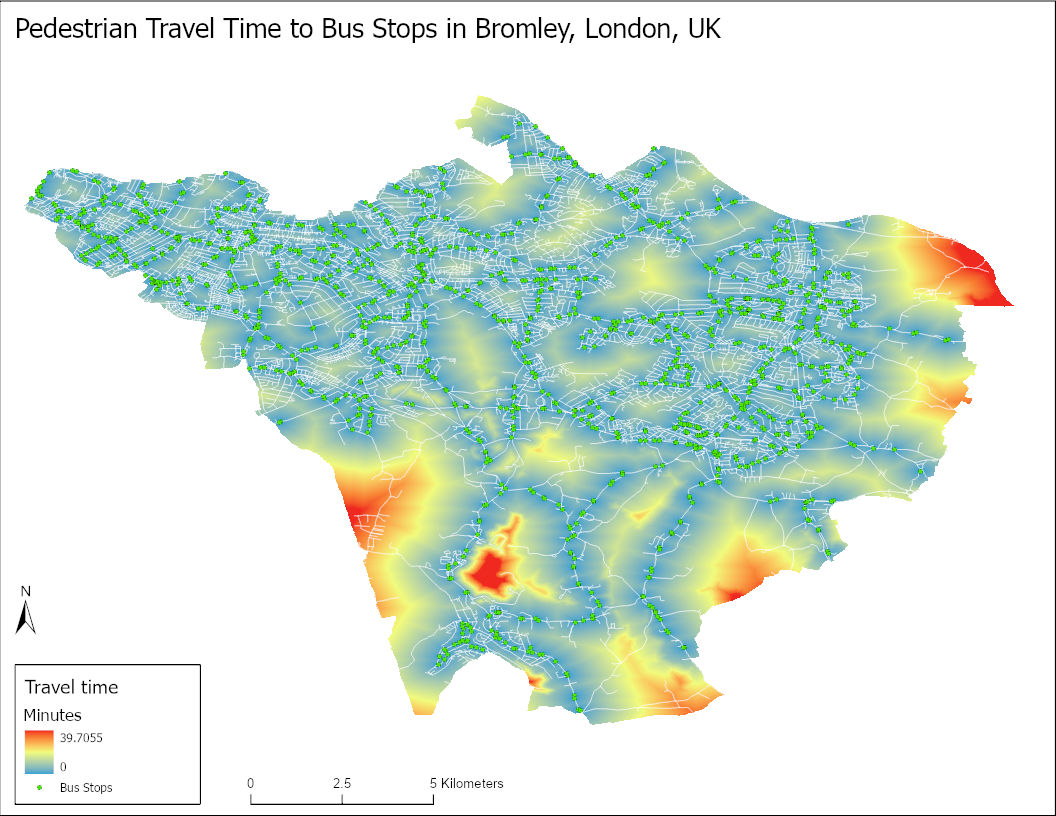 Pedestrian Travel Time to Bus Stops in Bromley, London, UK
N
Travel time
Minutes
39.7055
0
Bus Stops
0 2.5 5 Kilometers